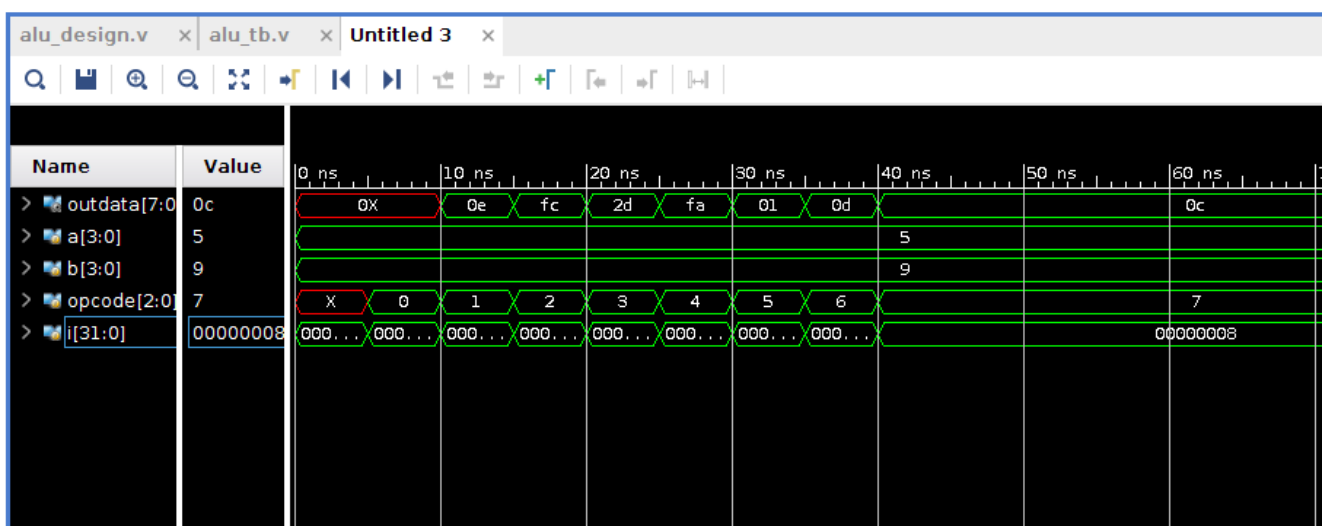 alu_design.v × alu_tb.v × Untitled 3 ×
Name Value 0 ns 10 ns 20 ns 30 ns 40 ns 50 ns 60 ns
outdata[7:0 0c 0X 0e fc 2d fa 01 0d 0c
a[3:0] 5 5
b[3:0] 9 9
opcode[2:0] 7 X 0 1 2 3 4 5 6 7
i[31:0] 00000008 000... 000... 000... 000... 000... 000... 000... 000... 00000008